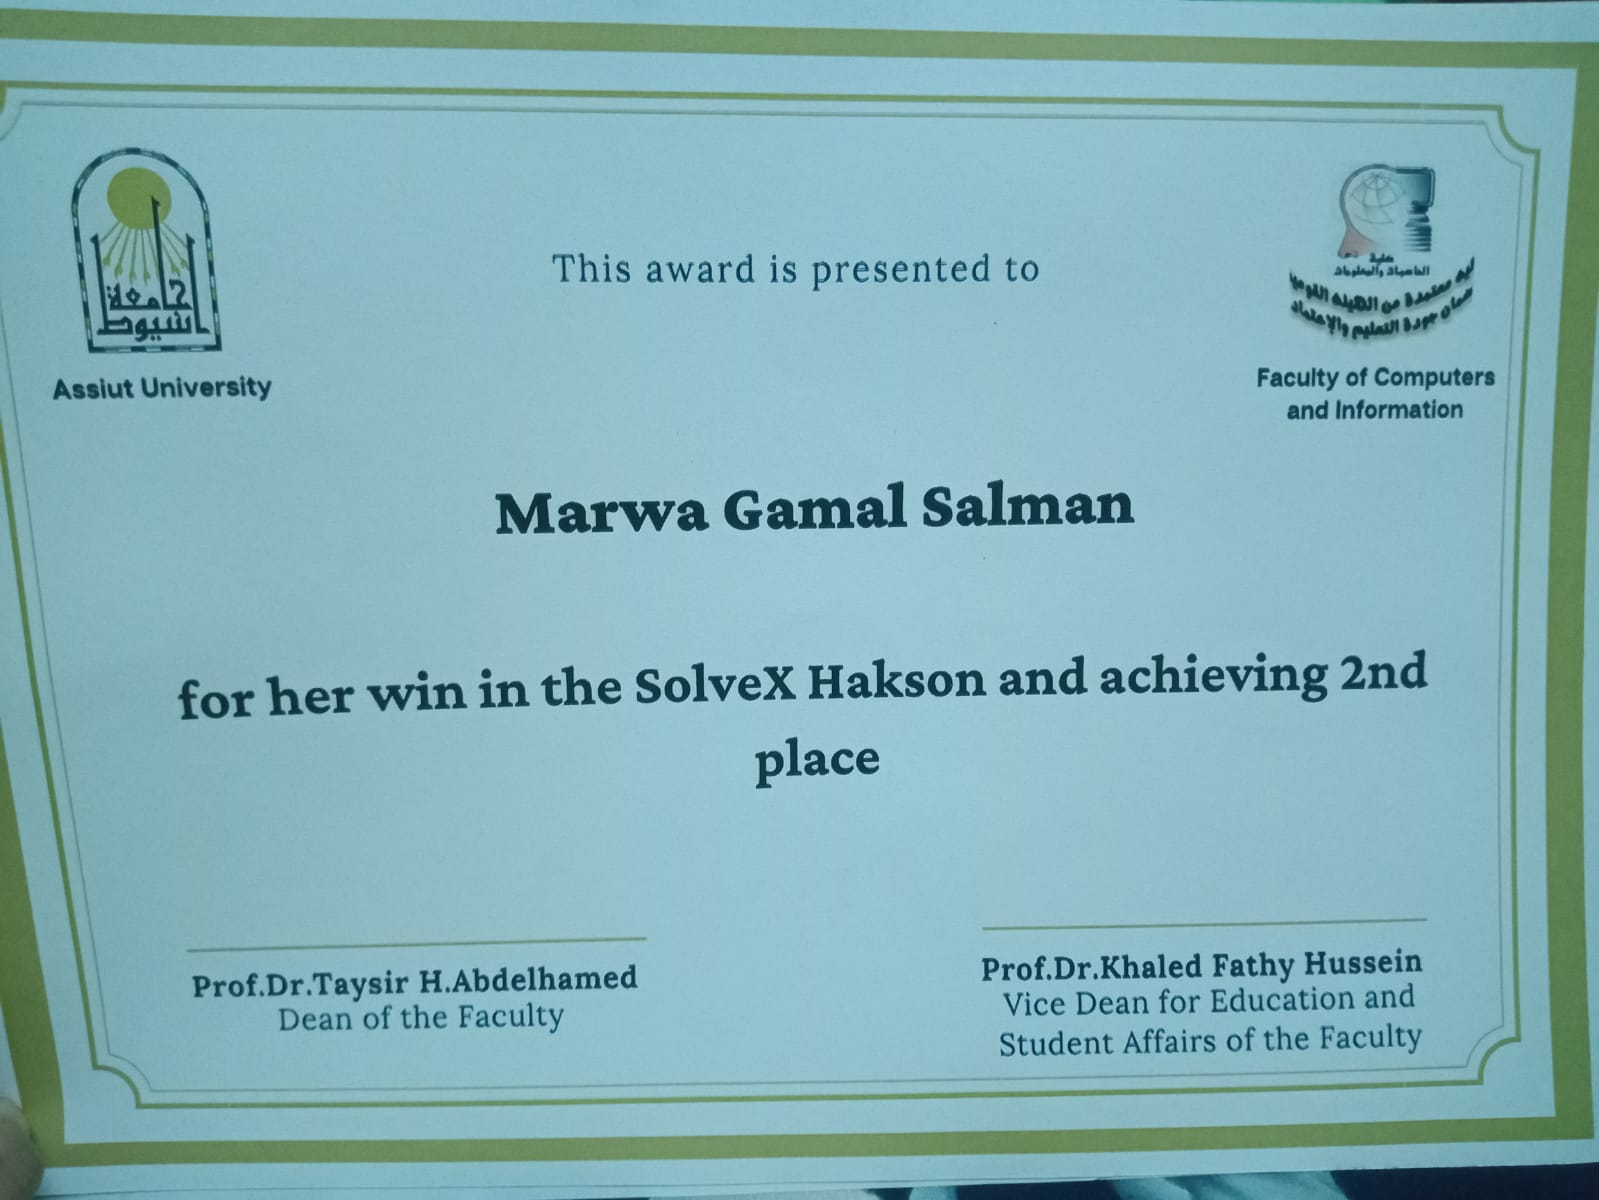 جامعة
أسيوط
Assiut University
كلية
الحاسبات والمعلومات
معتمدة من الهيئة القومية
لضمان جودة التعليم والاعتماد
Faculty of Computers
and Information
This award is presented to
Marwa Gamal Salman
for her win in the SolveX Hakson and achieving 2nd
place
Prof.Dr.Taysir H.Abdelhamed
Dean of the Faculty
Prof.Dr.Khaled Fathy Hussein
Vice Dean for Education and
Student Affairs of the Faculty